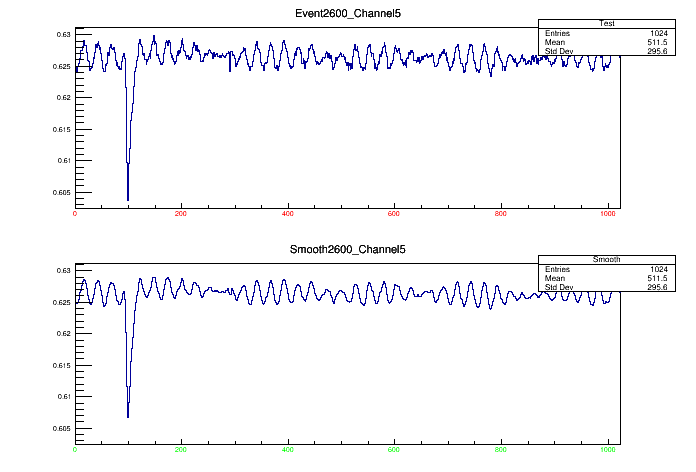 Event2600_Channel5
Test
Entries 1024
Mean 511.5
Std Dev 295.6
0.63
0.625
0.62
0.615
0.61
0.605
0 200 400 600 800 1000
Smooth2600_Channel5
Smooth
Entries 1024
Mean 511.5
Std Dev 295.6
0.63
0.625
0.62
0.615
0.61
0.605
0 200 400 600 800 1000